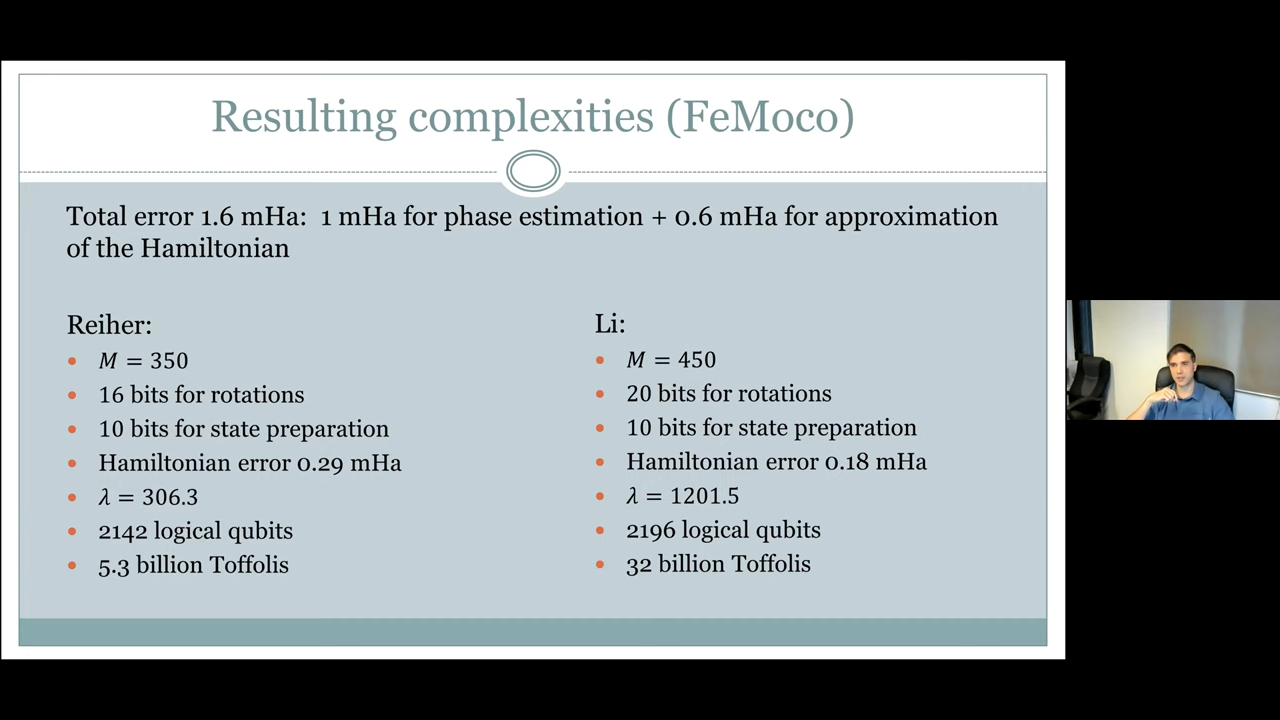 Resulting complexities (FeMoco)
Total error 1.6 mHa: 1 mHa for phase estimation + 0.6 mHa for approximation
of the Hamiltonian
Reiher:
• M = 350
• 16 bits for rotations
• 10 bits for state preparation
• Hamiltonian error 0.29 mHa
• λ = 306.3
• 2142 logical qubits
• 5.3 billion Toffolis
Li:
• M = 450
• 20 bits for rotations
• 10 bits for state preparation
• Hamiltonian error 0.18 mHa
• λ = 1201.5
• 2196 logical qubits
• 32 billion Toffolis